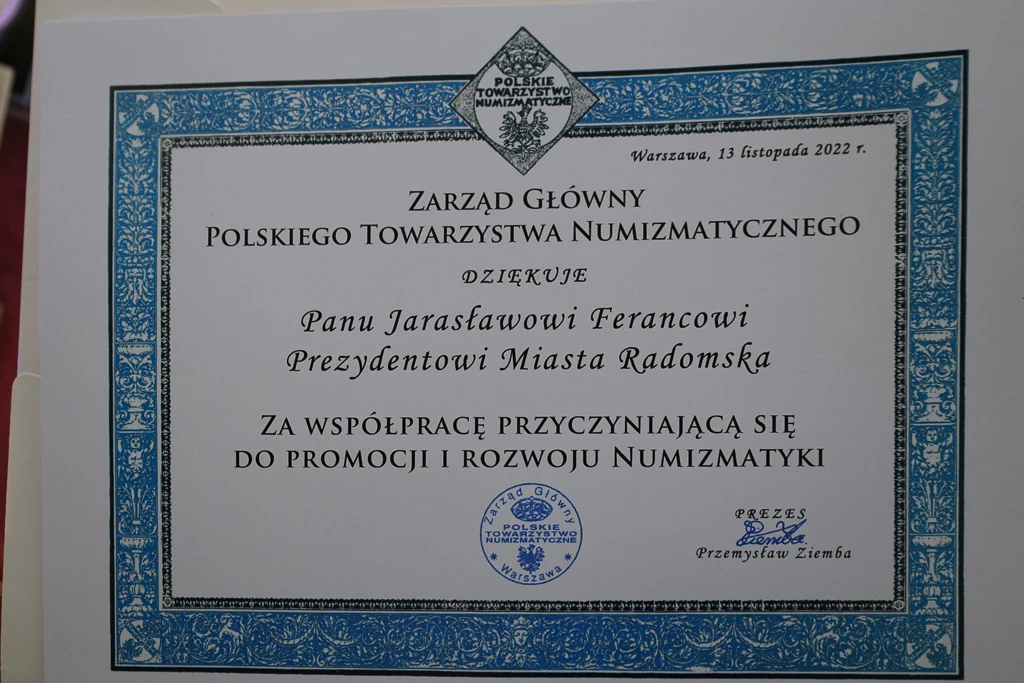 POLSKIE
TOWARZYSTWO
NUMIZMATYCZNE
Warszawa, 13 listopada 2022 r.
ZARZĄD GŁÓWNY
POLSKIEGO TOWARZYSTWA NUMIZMATYCZNEGO
DZIĘKUJE
Panu Jarasławowi Ferancowi
Prezydentowi Miasta Radomska
ZA WSPÓŁPRACĘ PRZYCZYNIAJĄCĄ SIĘ
DO PROMOCJI I ROZWOJU NUMIZMATYKI
Zarząd Główny
POLSKIE
TOWARZYSTWO
NUMIZMATYCZNE
* Warszawa *
PREZES
Ziemba
Przemysław Ziemba